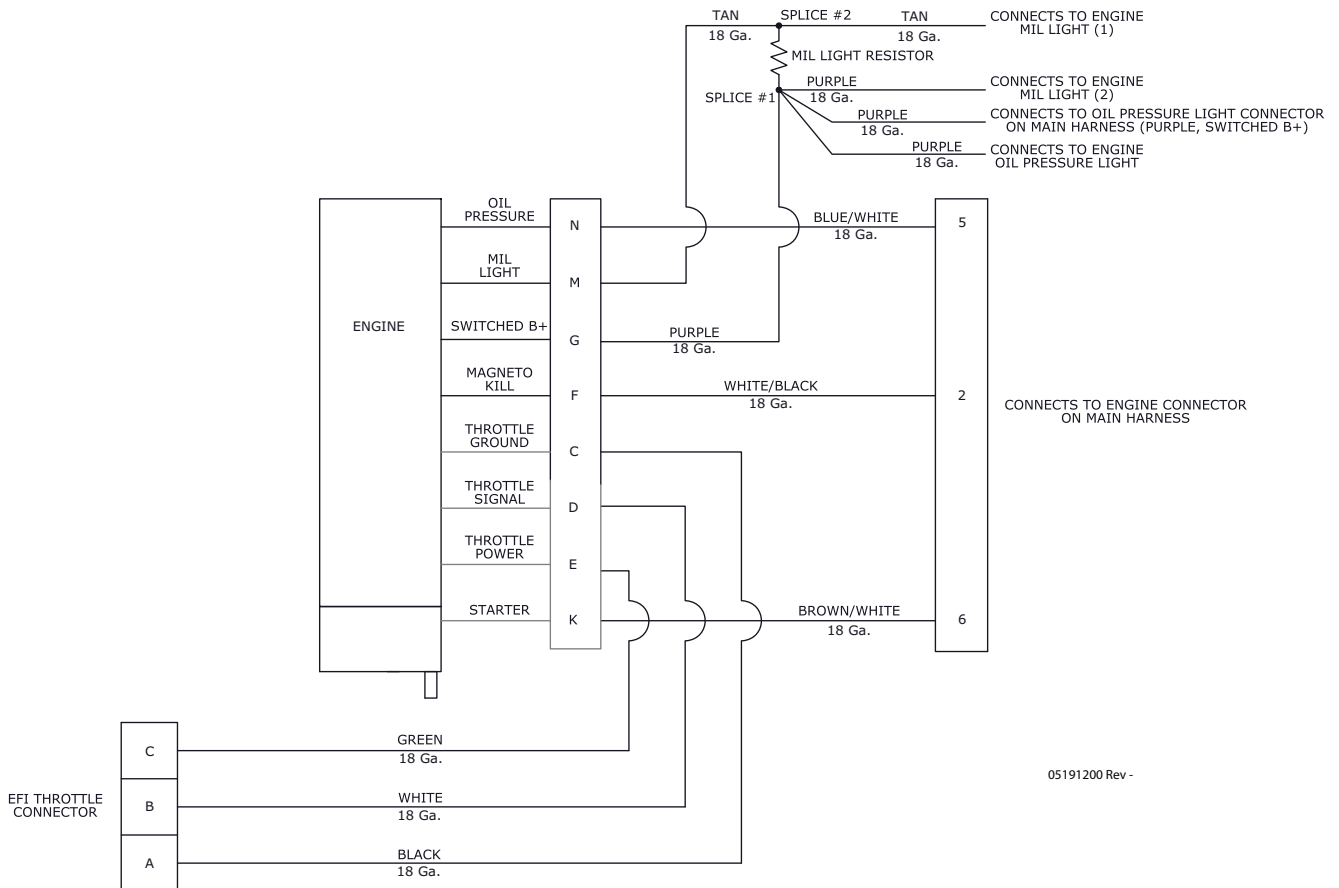 TAN
SPLICE #2
TAN
18 Ga.
18 Ga.
CONNECTS TO ENGINE
MIL LIGHT (1)
MIL LIGHT RESISTOR
SPLICE #1
PURPLE
18 Ga.
CONNECTS TO ENGINE
MIL LIGHT (2)
PURPLE
18 Ga.
CONNECTS TO OIL PRESSURE LIGHT CONNECTOR
ON MAIN HARNESS (PURPLE, SWITCHED B+)
PURPLE
18 Ga.
CONNECTS TO ENGINE
OIL PRESSURE LIGHT
ENGINE
OIL
PRESSURE
N
BLUE/WHITE
18 Ga.
5
MIL
LIGHT
M
SWITCHED B+
G
PURPLE
18 Ga.
MAGNETO
KILL
F
WHITE/BLACK
18 Ga.
2
CONNECTS TO ENGINE CONNECTOR
ON MAIN HARNESS
THROTTLE
GROUND
C
THROTTLE
SIGNAL
D
THROTTLE
POWER
E
STARTER
K
BROWN/WHITE
18 Ga.
6
EFI THROTTLE
CONNECTOR
C
GREEN
18 Ga.
B
WHITE
18 Ga.
A
BLACK
18 Ga.
05191200 Rev -